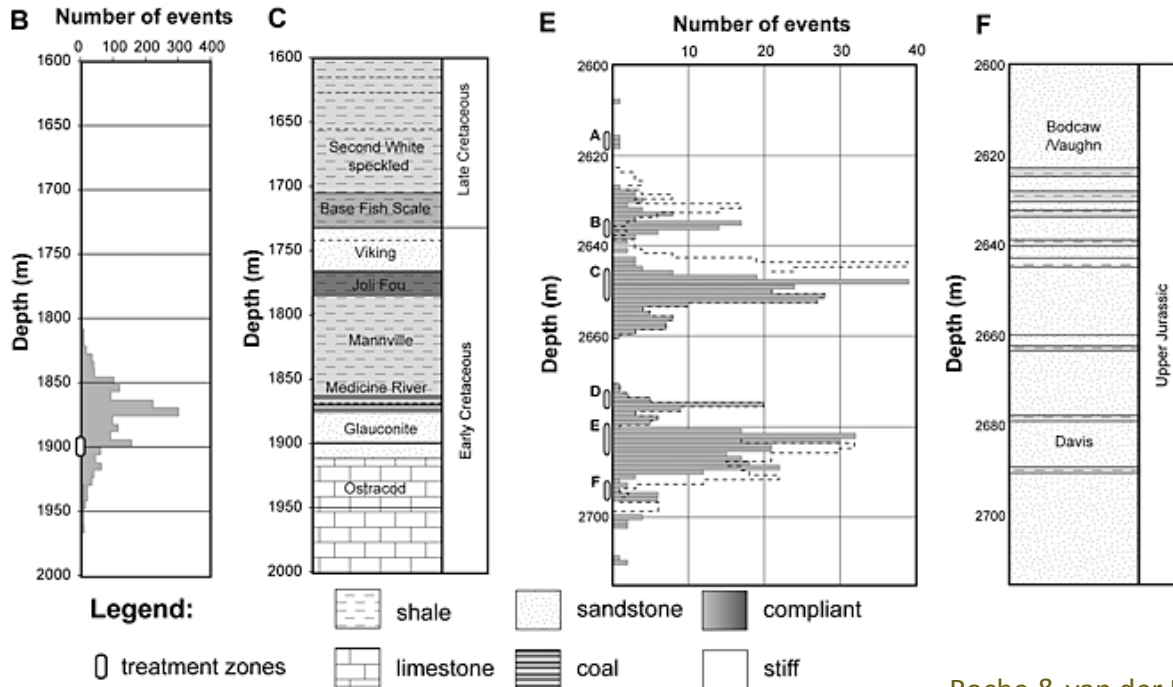 B
Number of events
0 100 200 300 400
1600
1650
1700
1750
1800
1850
1900
1950
2000
Depth (m)
C
1600
1650
1700
1750
1800
1850
1900
1950
2000
Depth (m)
Second White
speckled
Base Fish Scale
Viking
Joli Fou
Mannville
Medicine River
Glauconite
Ostracod
Late Cretaceous
Early Cretaceous
E
Number of events
10 20 30 40
2600
2620
2640
2660
2680
2700
Depth (m)
A
B
C
D
E
F
F
2600
2620
2640
2660
2680
2700
Depth (m)
Bodcaw
/Vaughn
Davis
Upper Jurassic
Legend:
shale
sandstone
compliant
treatment zones
limestone
coal
stiff